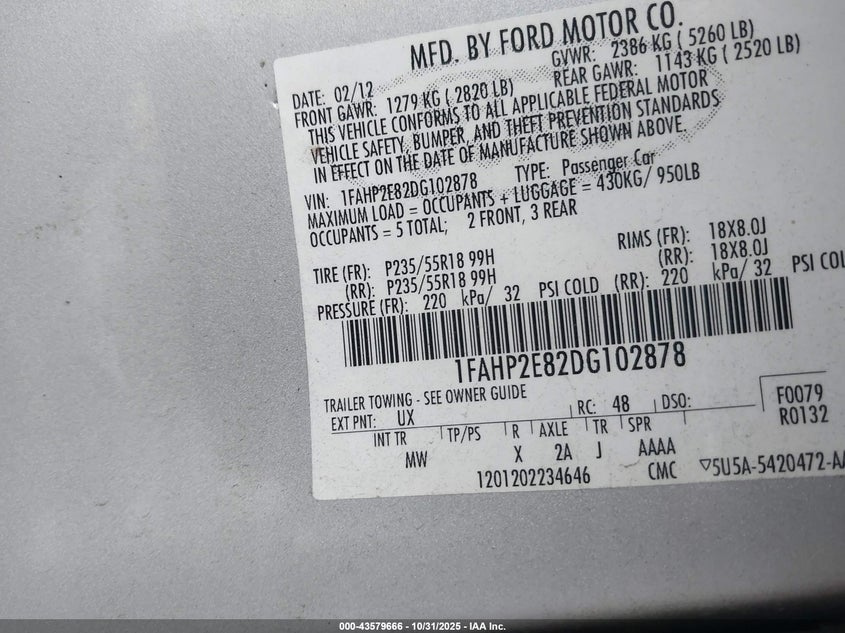 MFD. BY FORD MOTOR CO.
DATE: 02/12 GVWR: 2386 KG ( 5260 LB)
FRONT GAWR: 1279 KG ( 2820 LB) REAR GAWR: 1143 KG ( 2520 LB)
THIS VEHICLE CONFORMS TO ALL APPLICABLE FEDERAL MOTOR
VEHICLE SAFETY, BUMPER, AND THEFT PREVENTION STANDARDS
IN EFFECT ON THE DATE OF MANUFACTURE SHOWN ABOVE.
VIN: 1FAHP2E82DG102878 TYPE: Passenger Car
MAXIMUM LOAD = OCCUPANTS + LUGGAGE = 430KG/ 950LB
OCCUPANTS = 5 TOTAL; 2 FRONT, 3 REAR
TIRE (FR): P235/55R18 99H RIMS (FR): 18X8.0J
(RR): P235/55R18 99H (RR): 18X8.0J
PRESSURE (FR): 220 kPa/ 32 PSI COLD (RR): 220 kPa/ 32 PSI COL
1FAHP2E82DG102878
TRAILER TOWING - SEE OWNER GUIDE
EXT PNT: UX RC: 48 DSO: F0079
R0132
INT TR TP/PS R AXLE TR SPR
MW X 2A J AAAA
1201202234646 CMC ▽5U5A-5420472-AA
000-43579666 - 10/31/2025 - IAA Inc.